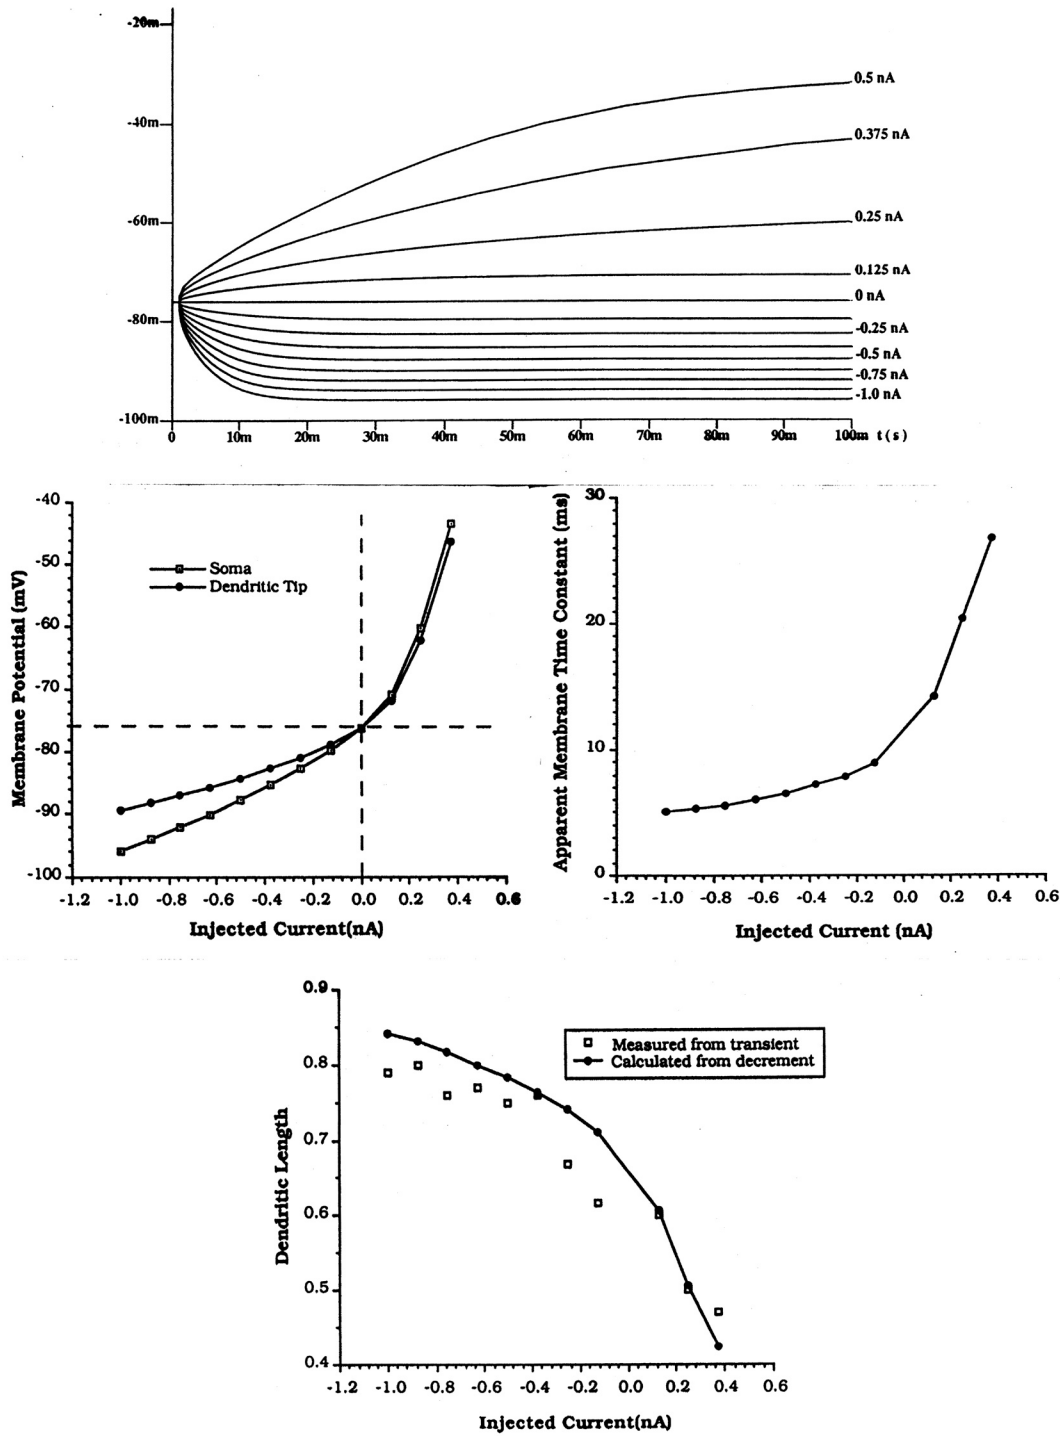 -20m
0.5 nA
-40m
0.375 nA
-60m
0.25 nA
0.125 nA
0 nA
-80m
-0.25 nA
-0.5 nA
-0.75 nA
-1.0 nA
-100m
0 10m 20m 30m 40m 50m 60m 70m 80m 90m 100m t(s)
Membrane Potential (mV)
-40
-50
-60
-70
-80
-90
-100
Soma
Dendritic Tip
-1.2 -1.0 -0.8 -0.6 -0.4 -0.2 0.0 0.2 0.4 0.6
Injected Current(nA)
Apparent Membrane Time Constant (ms)
30
20
10
0
-1.2 -1.0 -0.8 -0.6 -0.4 -0.2 0.0 0.2 0.4 0.6
Injected Current (nA)
Dendritic Length
0.9
0.8
0.7
0.6
0.5
0.4
Measured from transient
Calculated from decrement
-1.2 -1.0 -0.8 -0.6 -0.4 -0.2 0.0 0.2 0.4 0.6
Injected Current(nA)